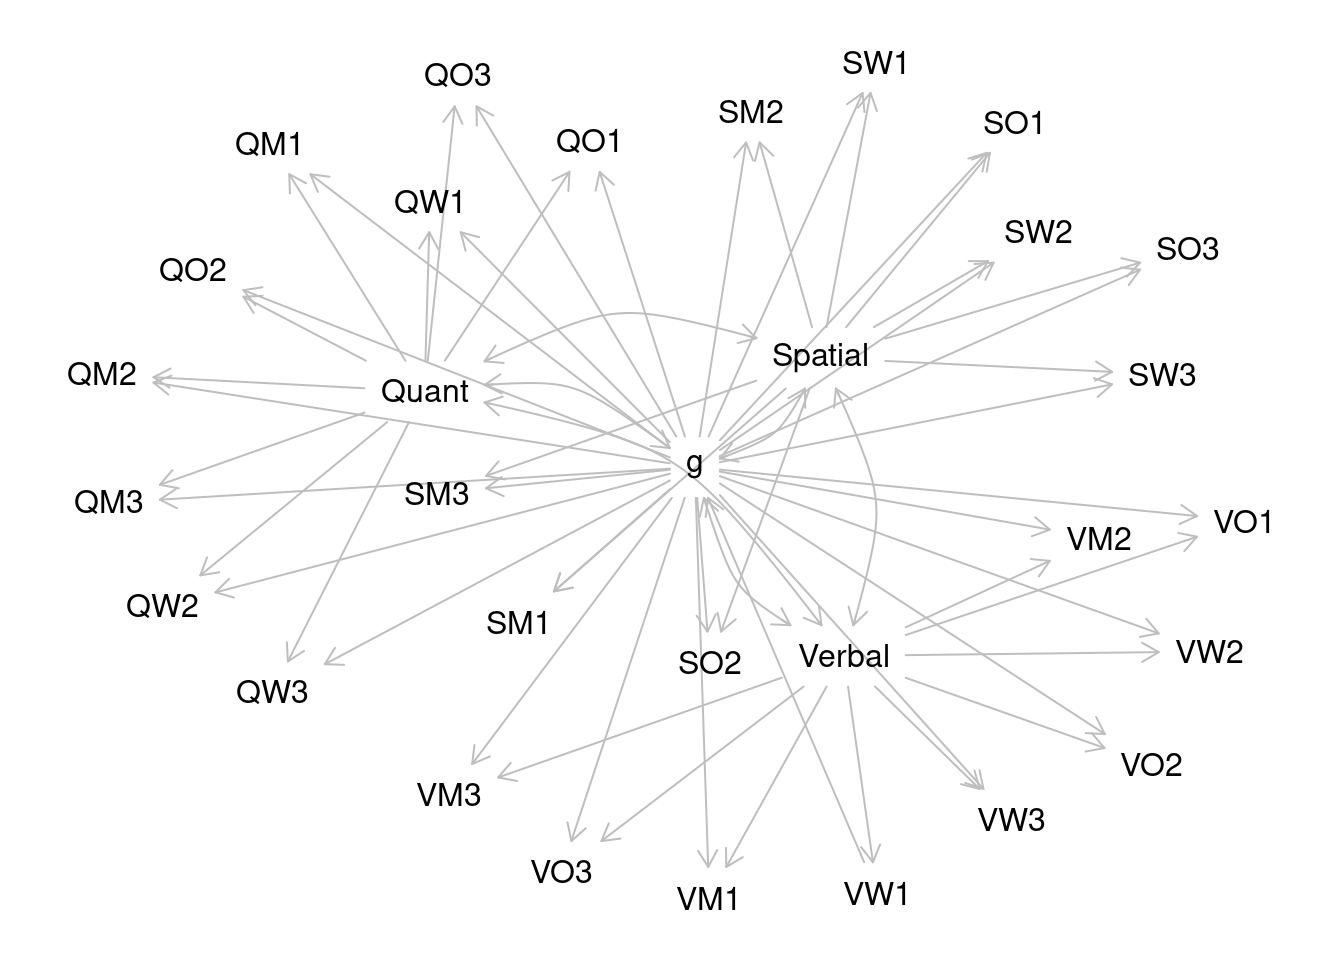 SW1
QO3
SM2
SO1
QO1
QM1
QW1
SW2
SO3
QO2
Spatial
QM2
SW3
Quant
g
SM3
QM3
VO1
VM2
QW2
SM1
VW2
Verbal
SO2
QW3
VO2
VM3
VW3
VO3
VW1
VM1